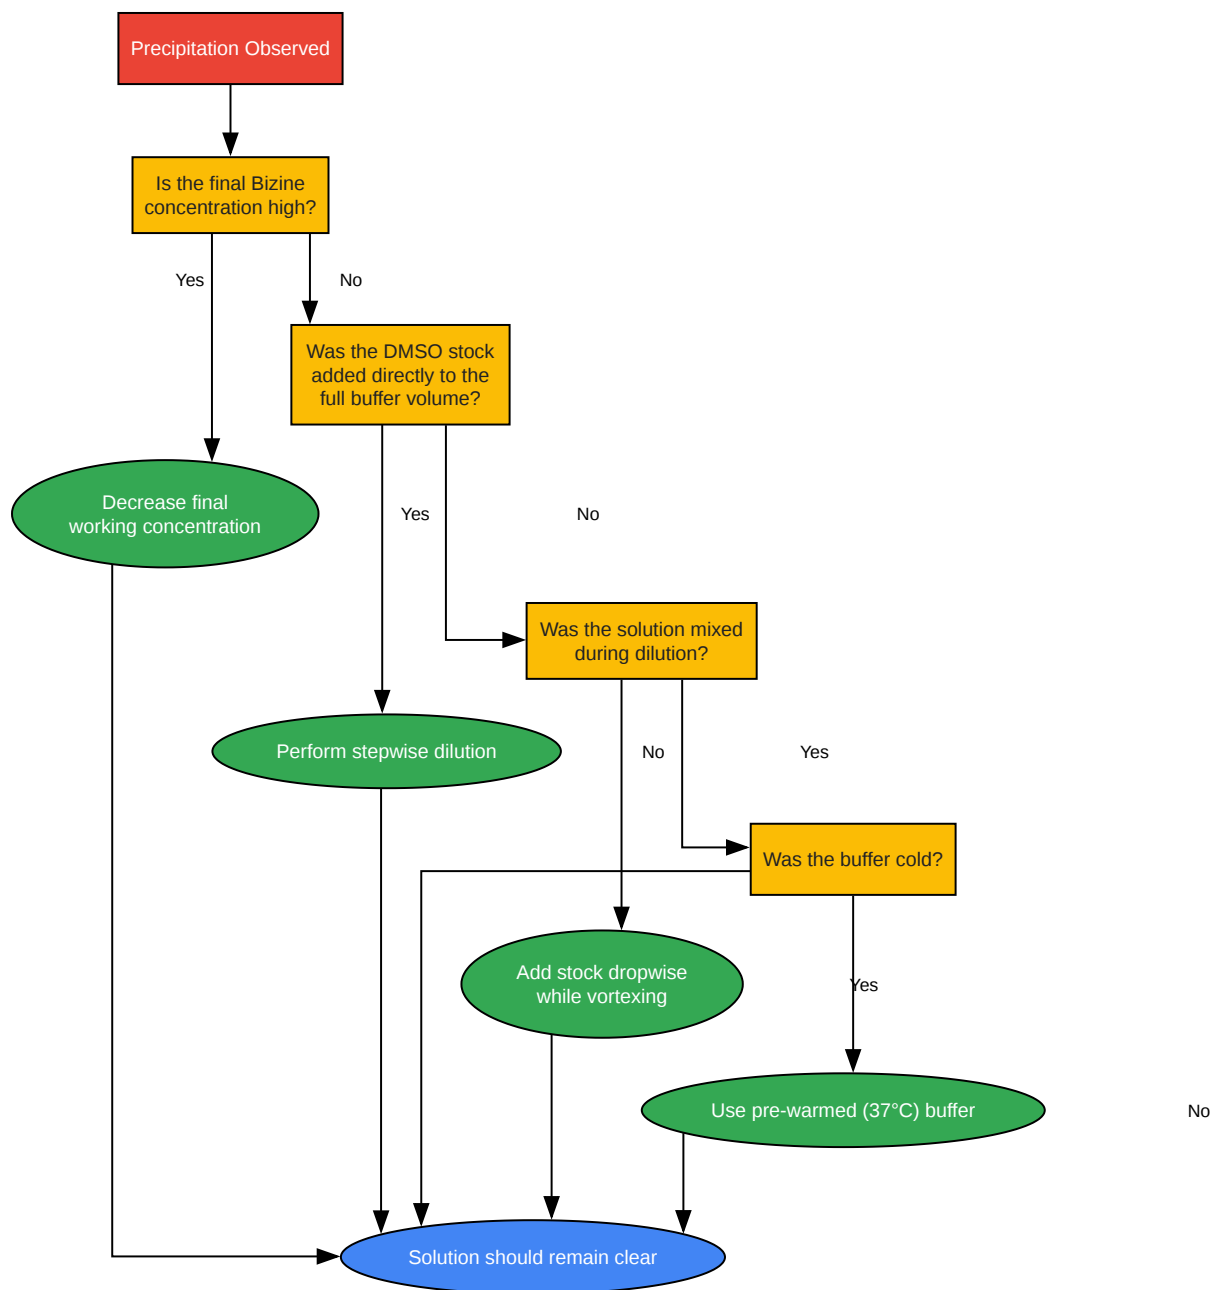 Precipitation Observed
Is the final Bizine
concentration high?
Yes
No
Was the DMSO stock
added directly to the
full buffer volume?
Decrease final
working concentration
Yes
No
Was the solution mixed
during dilution?
Perform stepwise dilution
No
Yes
Was the buffer cold?
Add stock dropwise
while vortexing
Yes
Use pre-warmed (37°C) buffer
No
Solution should remain clear